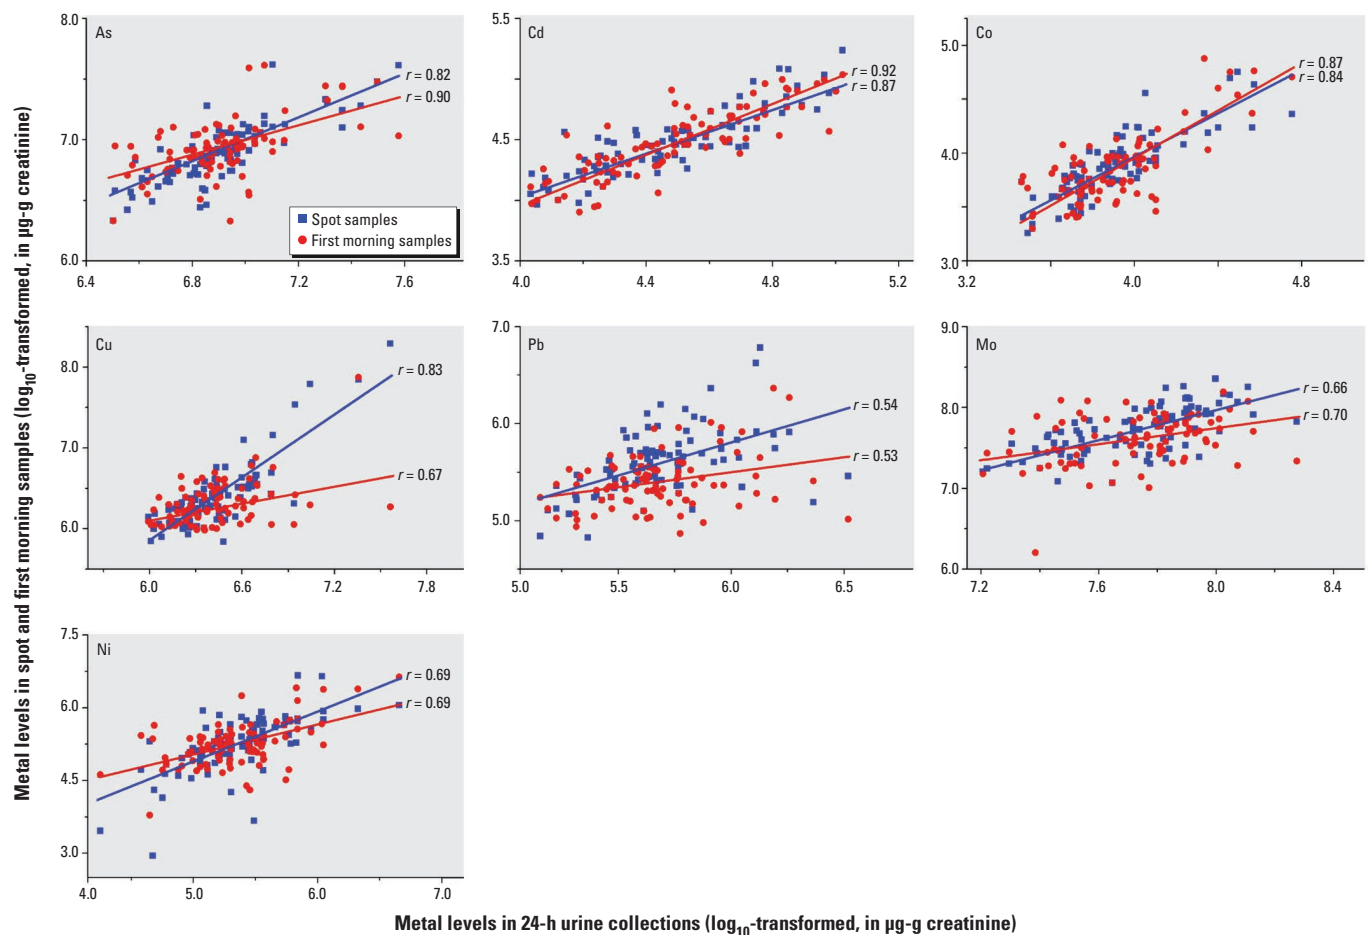 Metal levels in spot and first morning samples (log10-transformed, in µg-g creatinine)
8.0
7.0
6.0
As
r = 0.82
r = 0.90
Spot samples
First morning samples
6.4 6.8 7.2 7.6
5.5
4.5
3.5
Cd
r = 0.92
r = 0.87
4.0 4.4 4.8 5.2
5.0
4.0
3.0
Co
r = 0.87
r = 0.84
3.2 4.0 4.8
8.0
7.0
6.0
Cu
r = 0.83
r = 0.67
6.0 6.6 7.2 7.8
7.0
6.0
5.0
Pb
r = 0.54
r = 0.53
5.0 5.5 6.0 6.5
9.0
8.0
7.0
6.0
Mo
r = 0.66
r = 0.70
7.2 7.6 8.0 8.4
7.5
6.0
4.5
3.0
Ni
r = 0.69
r = 0.69
4.0 5.0 6.0 7.0
Metal levels in 24-h urine collections (log10-transformed, in µg-g creatinine)